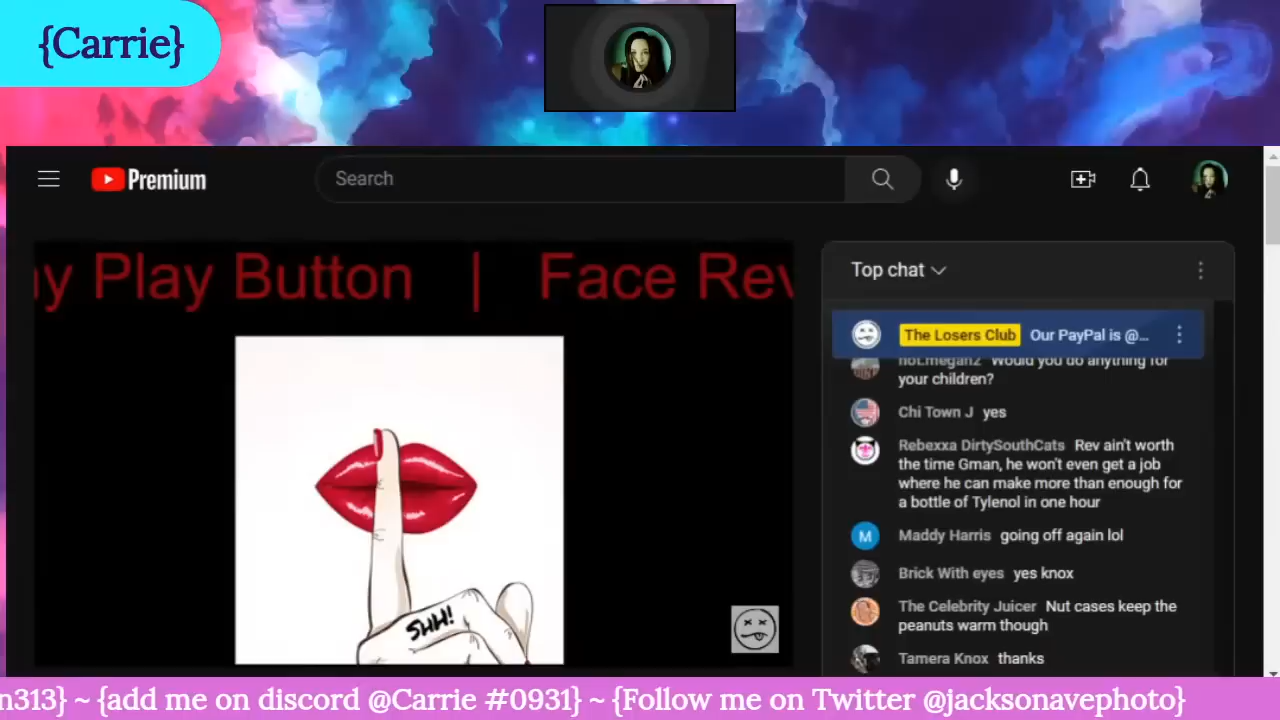 {Carrie}
Premium
Search
y Play Button | Face Rev
Top chat
The Losers Club Our PayPal is @...
not.megan2 Would you do anything for
your children?
Chi Town J yes
Rebexxa DirtySouthCats Rev ain't worth
the time Gman, he won't even get a job
where he can make more than enough for
a bottle of Tylenol in one hour
M Maddy Harris going off again lol
Brick With eyes yes knox
The Celebrity Juicer Nut cases keep the
peanuts warm though
Tamera Knox thanks
SHH!
n313} ~ {add me on discord @Carrie #0931} ~ {Follow me on Twitter @jacksonavephoto}